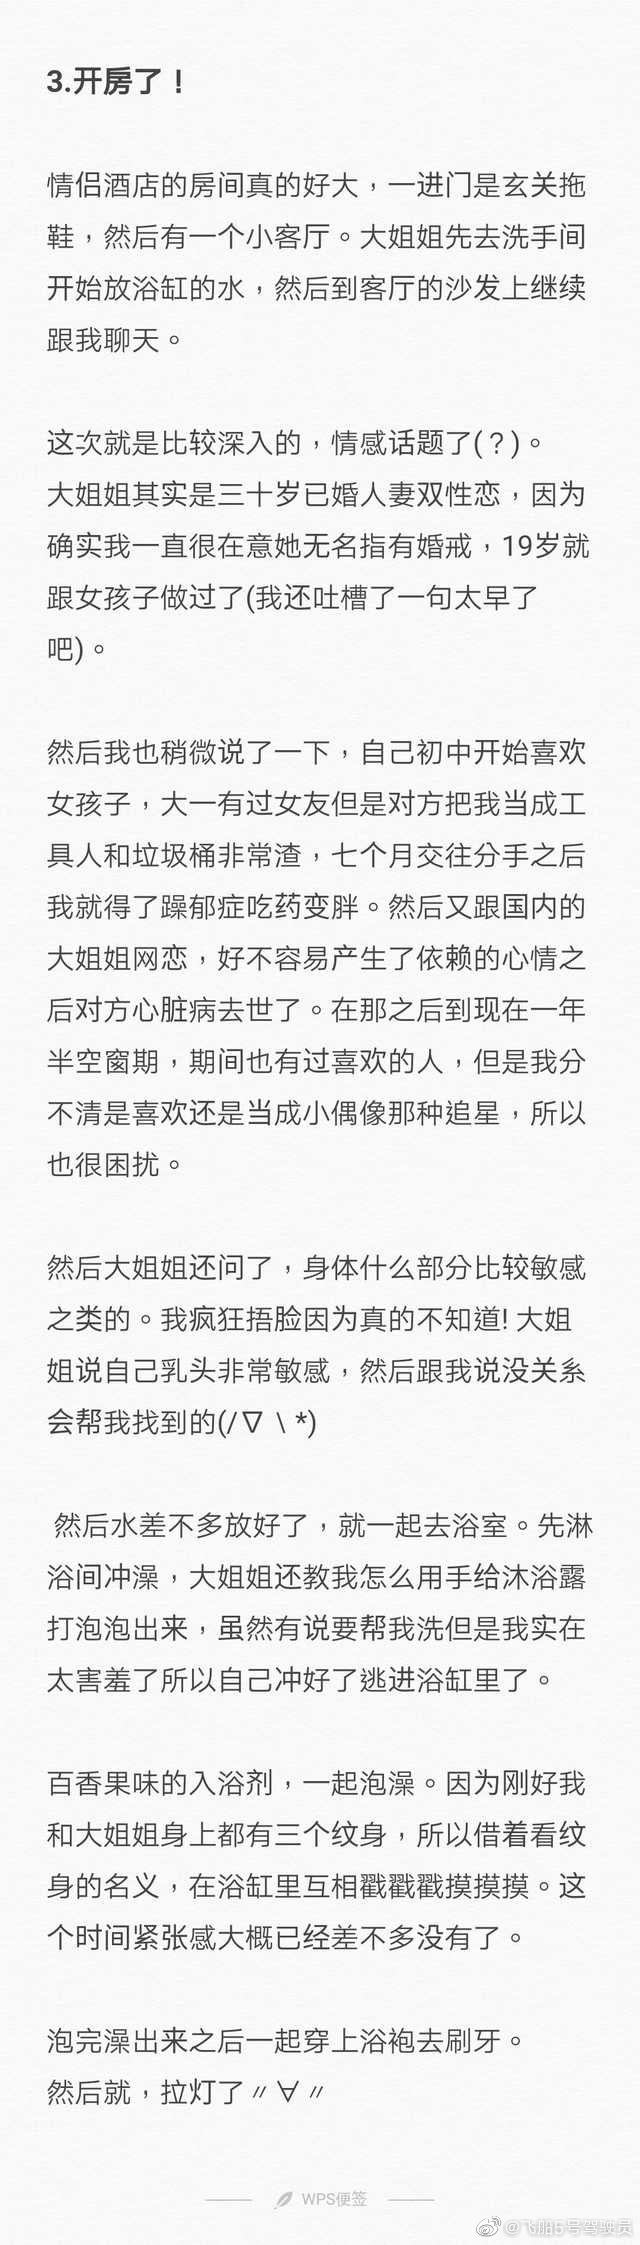 3.开房了！
情侣酒店的房间真的好大，一进门是玄关拖
鞋，然后有一个小客厅。大姐姐先去洗手间
开始放浴缸的水，然后到客厅的沙发上继续
跟我聊天。
这次就是比较深入的，情感话题了(？)。
大姐姐其实是三十岁已婚人妻双性恋，因为
确实我一直很在意她无名指有婚戒，19岁就
跟女孩子做过了(我还吐槽了一句太早了
吧)。
然后我也稍微说了一下，自己初中开始喜欢
女孩子，大一有过女友但是对方把我当成工
具人和垃圾桶非常渣，七个月交往分手之后
我就得了躁郁症吃药变胖。然后又跟国内的
大姐姐网恋，好不容易产生了依赖的心情之
后对方心脏病去世了。在那之后到现在一年
半空窗期，期间也有过喜欢的人，但是我分
不清是喜欢还是当成小偶像那种追星，所以
也很困扰。
然后大姐姐还问了，身体什么部分比较敏感
之类的。我疯狂捂脸因为真的不知道! 大姐
姐说自己乳头非常敏感，然后跟我说没关系
会帮我找到的(/∇＼*)
然后水差不多放好了，就一起去浴室。先淋
浴间冲澡，大姐姐还教我怎么用手给沐浴露
打泡泡出来，虽然有说要帮我洗但是我实在
太害羞了所以自己冲好了逃进浴缸里了。
百香果味的入浴剂，一起泡澡。因为刚好我
和大姐姐身上都有三个纹身，所以借着看纹
身的名义，在浴缸里互相戳戳戳摸摸摸。这
个时间紧张感大概已经差不多没有了。
泡完澡出来之后一起穿上浴袍去刷牙。
然后就，拉灯了〃∀〃
WPS便签
@飞船5号驾驶员